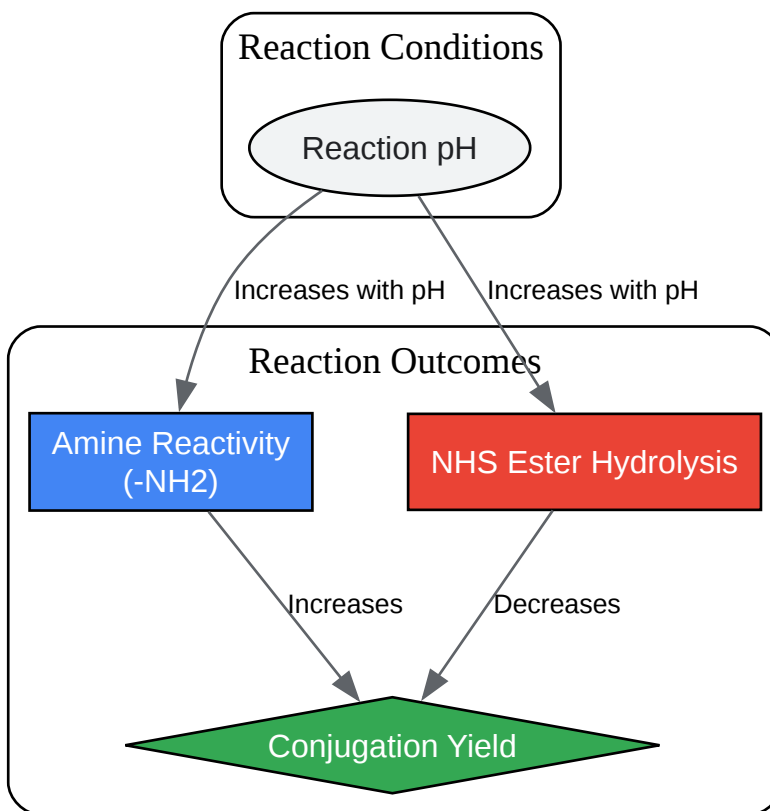 Reaction Conditions
Reaction pH
Increases with pH
Increases with pH
Reaction Outcomes
Amine Reactivity
(-NH2)
NHS Ester Hydrolysis
Increases
Decreases
Conjugation Yield